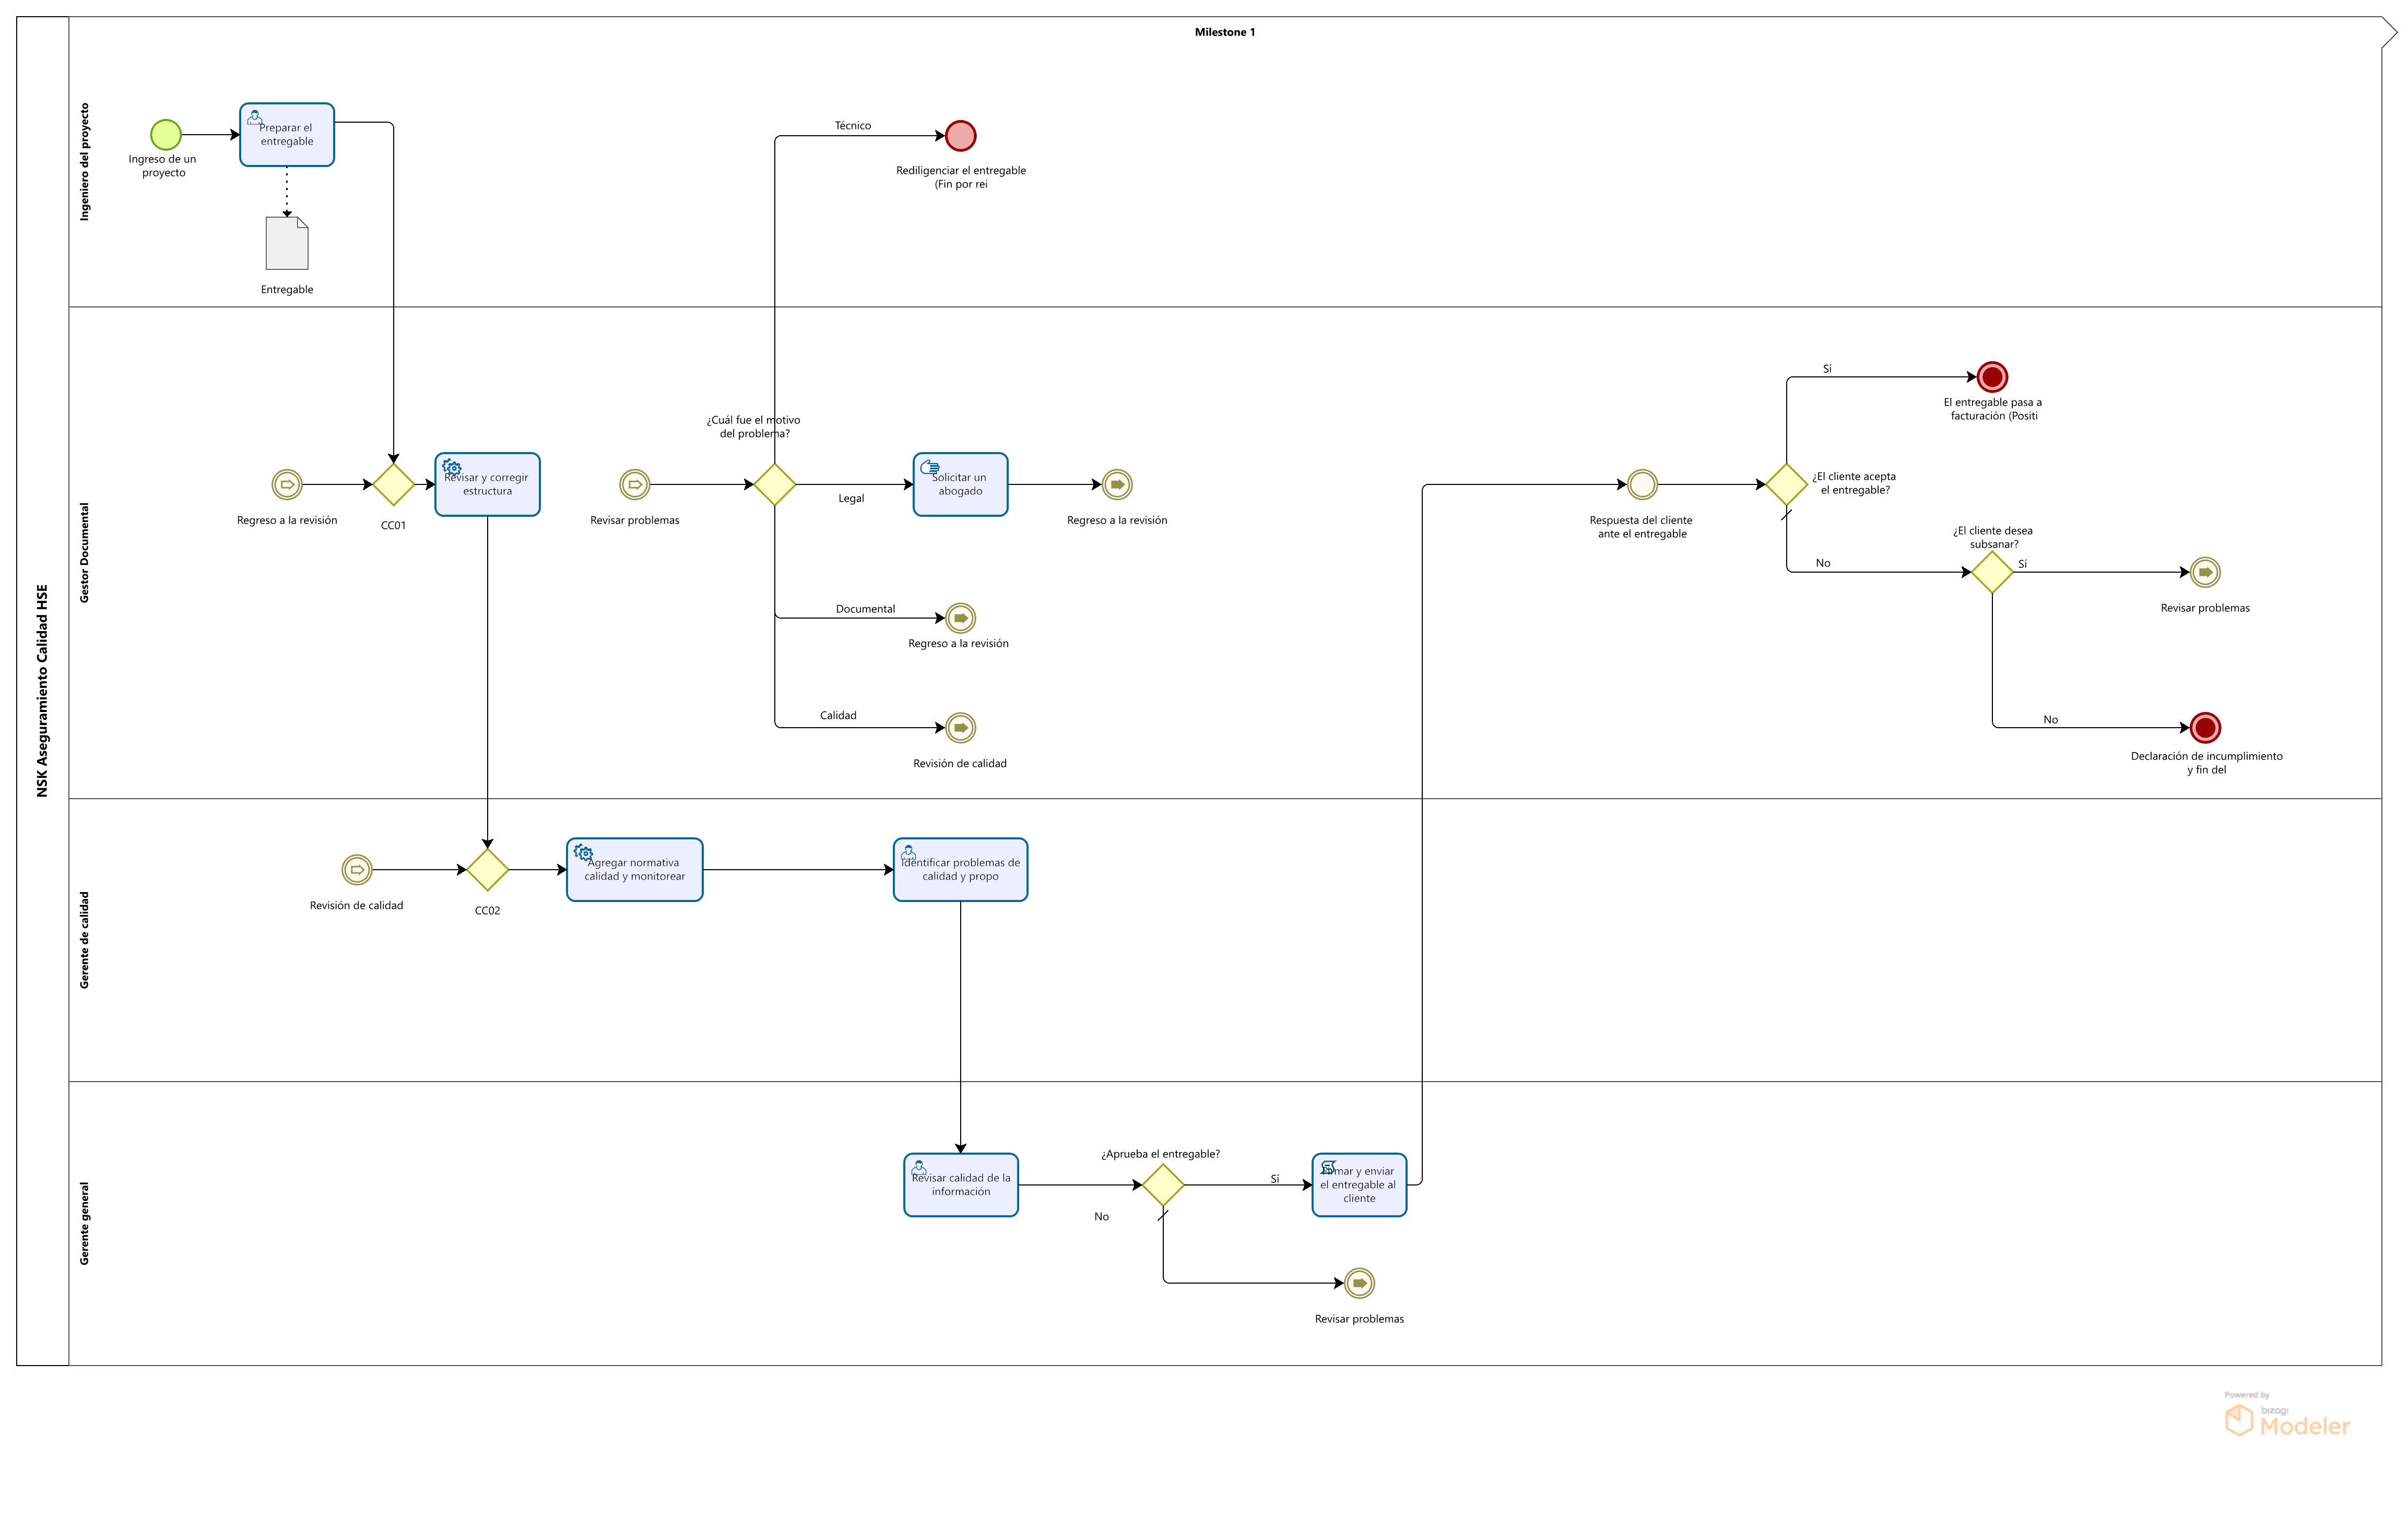 Milestone 1
NSK Aseguramiento Calidad HSE
Ingeniero del proyecto
Ingreso de un
proyecto
Preparar el
entregable
Entregable
Técnico
Rediligenciar el entregable
(Fin por rei
Gestor Documental
Regreso a la revisión
CC01
Revisar y corregir
estructura
Revisar problemas
¿Cuál fue el motivo
del problema?
Legal
Solicitar un
abogado
Regreso a la revisión
Documental
Regreso a la revisión
Calidad
Revisión de calidad
Respuesta del cliente
ante el entregable
¿El cliente acepta
el entregable?
Sí
El entregable pasa a
facturación (Positi
No
¿El cliente desea
subsanar?
Sí
Revisar problemas
No
Declaración de incumplimiento
y fin del
Gerente de calidad
Revisión de calidad
CC02
Agregar normativa
calidad y monitorear
Identificar problemas de
calidad y propo
Gerente general
Revisar calidad de la
información
¿Aprueba el entregable?
Sí
No
Firmar y enviar
el entregable al
cliente
Revisar problemas
Powered by
bizagi
Modeler